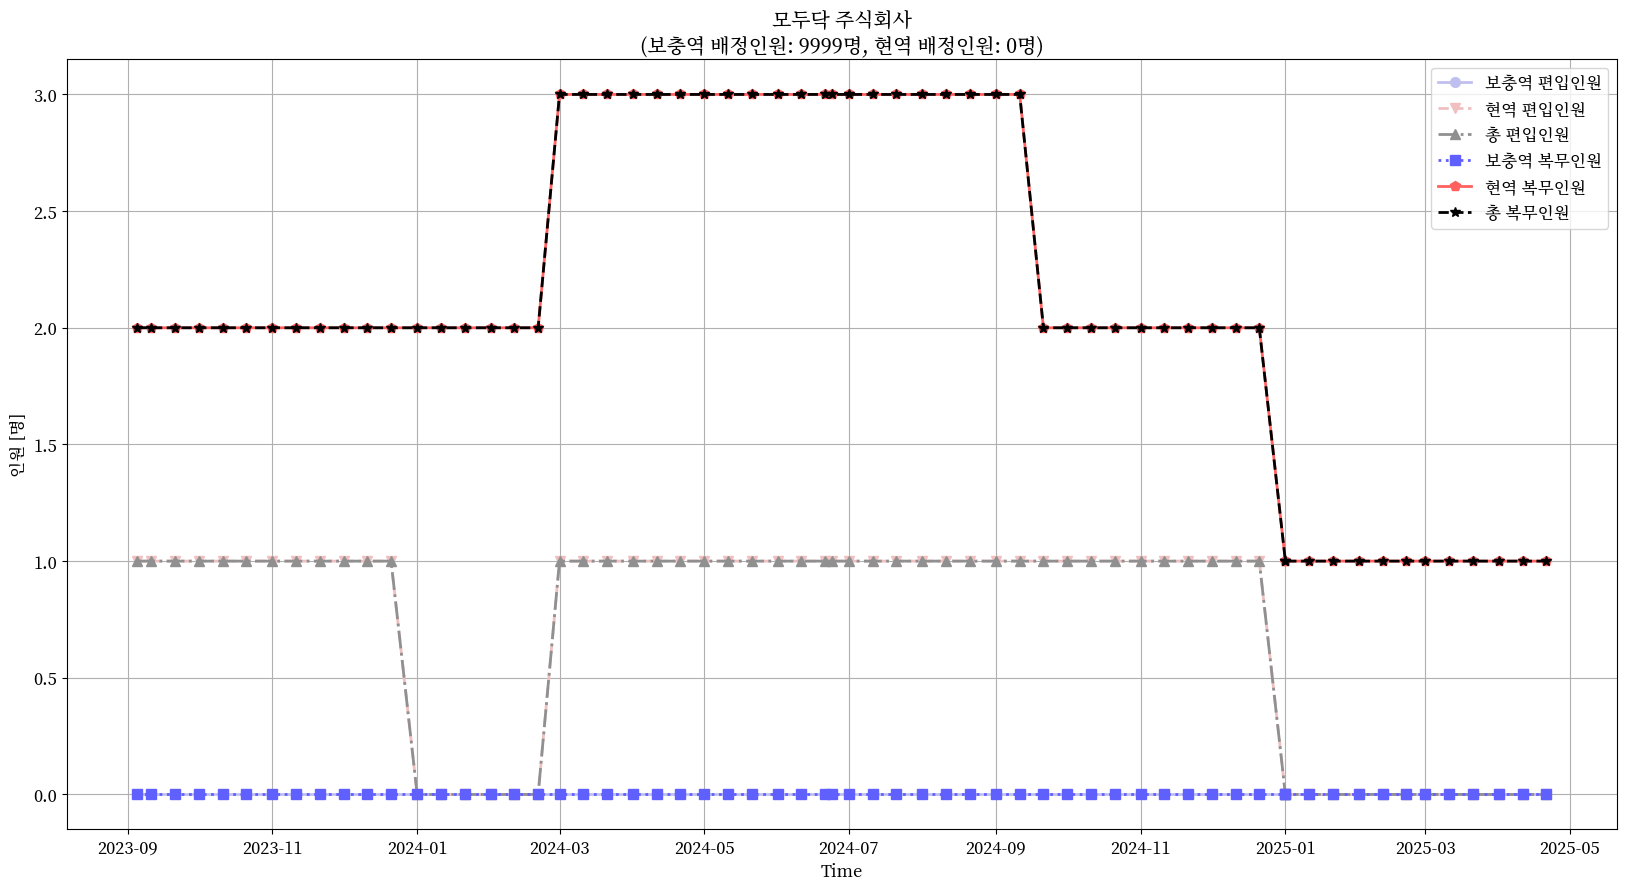 모두닥 주식회사
(보충역 배정인원: 9999명, 현역 배정인원: 0명)
3.0
2.5
2.0
1.5
1.0
0.5
0.0
인원 [명]
보충역 편입인원
현역 편입인원
총 편입인원
보충역 복무인원
현역 복무인원
총 복무인원
2023-09 2023-11 2024-01 2024-03 2024-05 2024-07 2024-09 2024-11 2025-01 2025-03 2025-05
Time